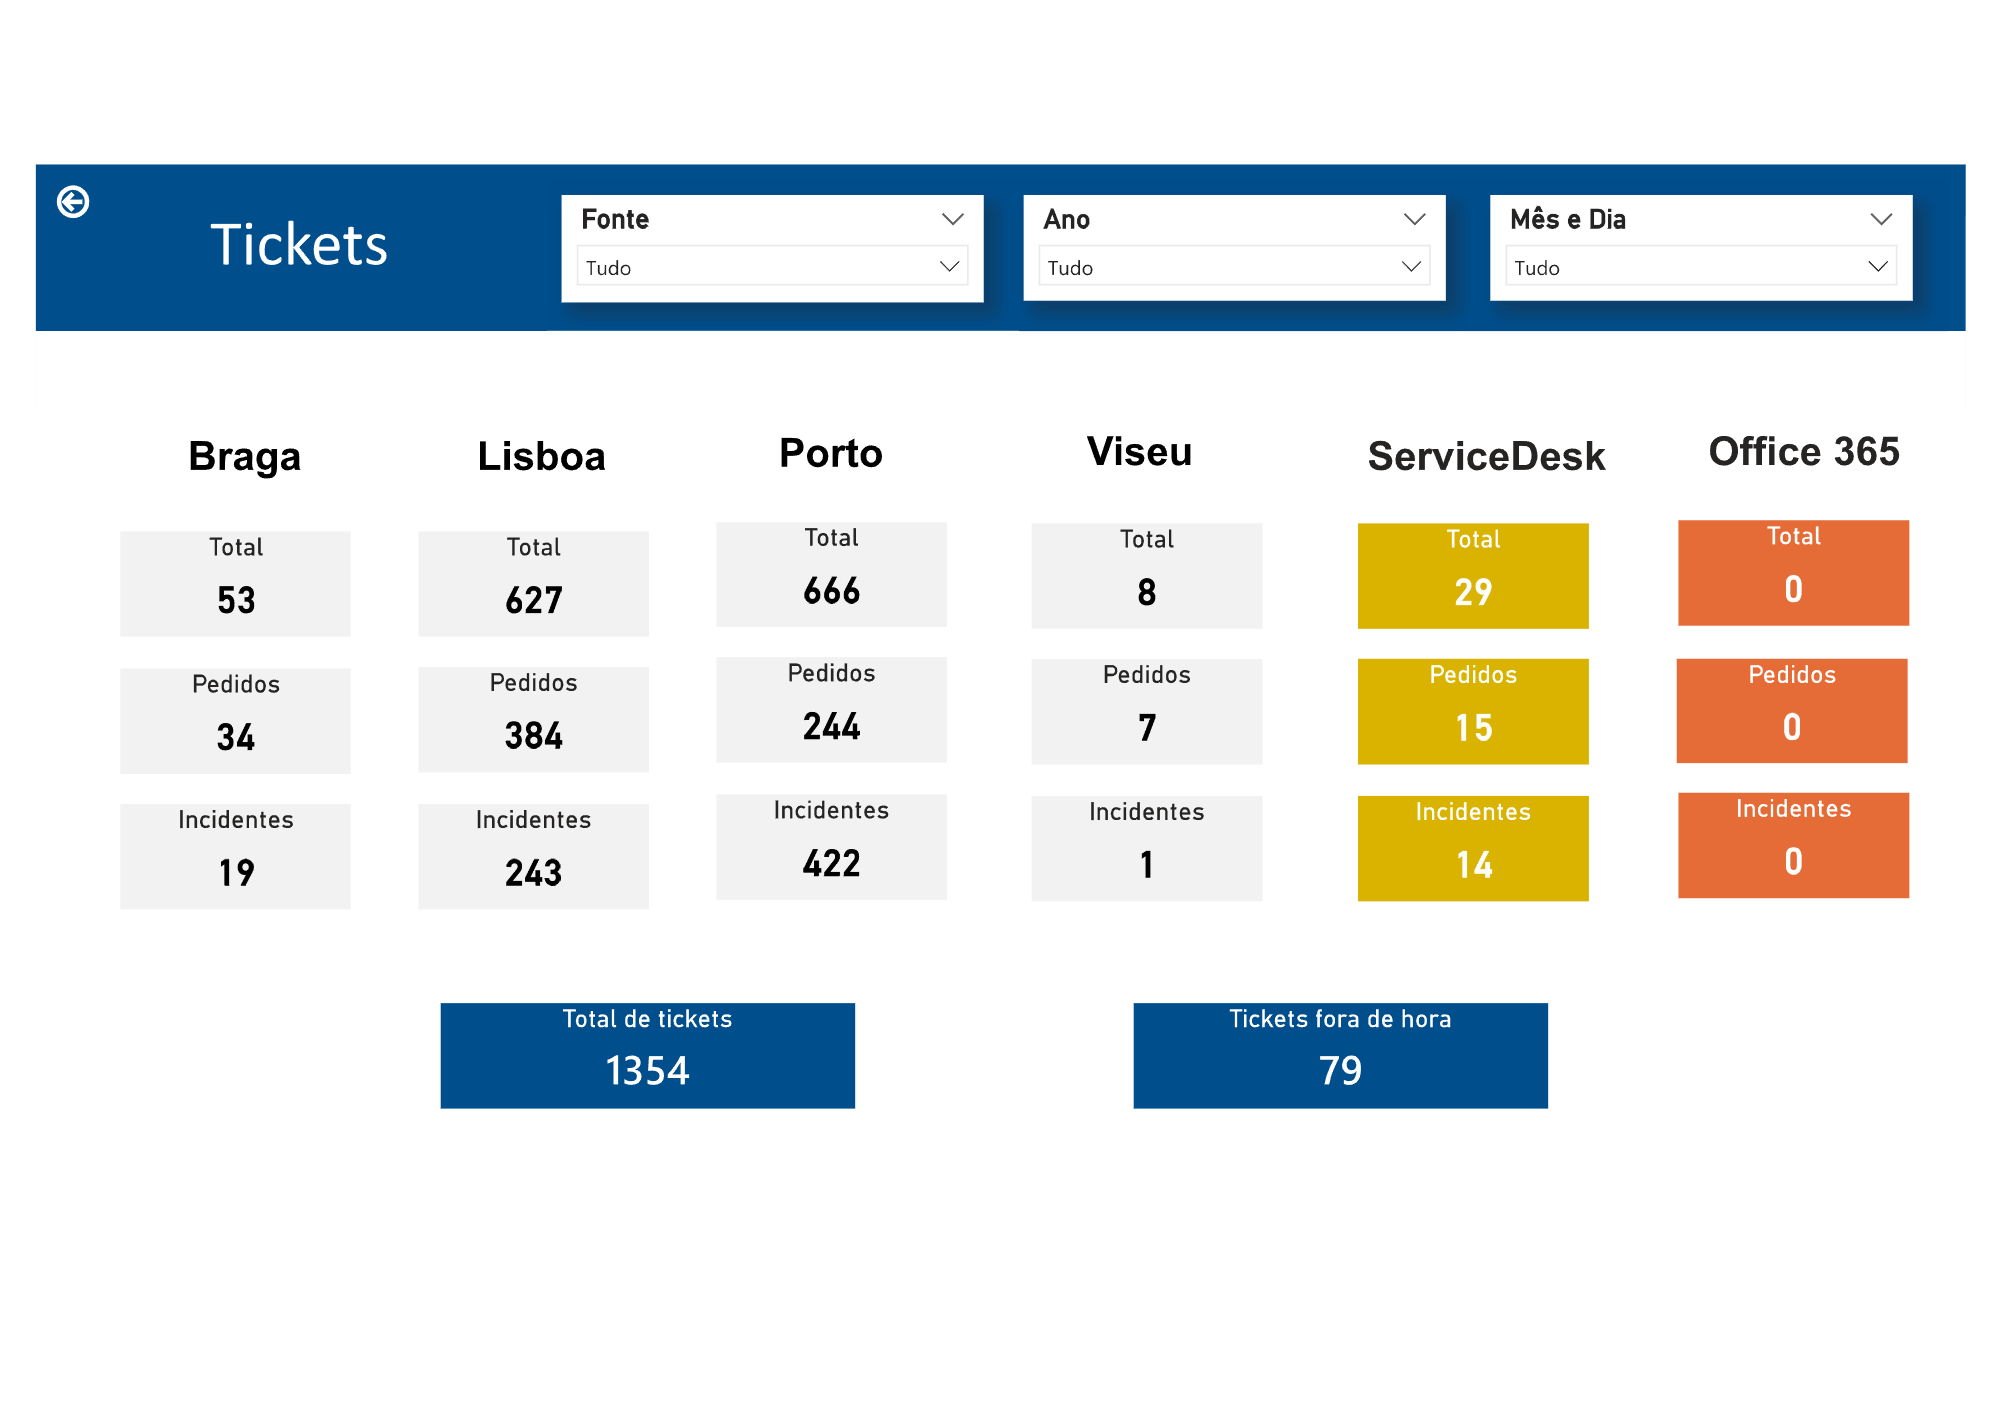 Tickets
Fonte
Tudo
Ano
Tudo
Mês e Dia
Tudo
Braga
Total
53
Pedidos
34
Incidentes
19
Lisboa
Total
627
Pedidos
384
Incidentes
243
Porto
Total
666
Pedidos
244
Incidentes
422
Viseu
Total
8
Pedidos
7
Incidentes
1
ServiceDesk
Total
29
Pedidos
15
Incidentes
14
Office 365
Total
0
Pedidos
0
Incidentes
0
Total de tickets
1354
Tickets fora de hora
79